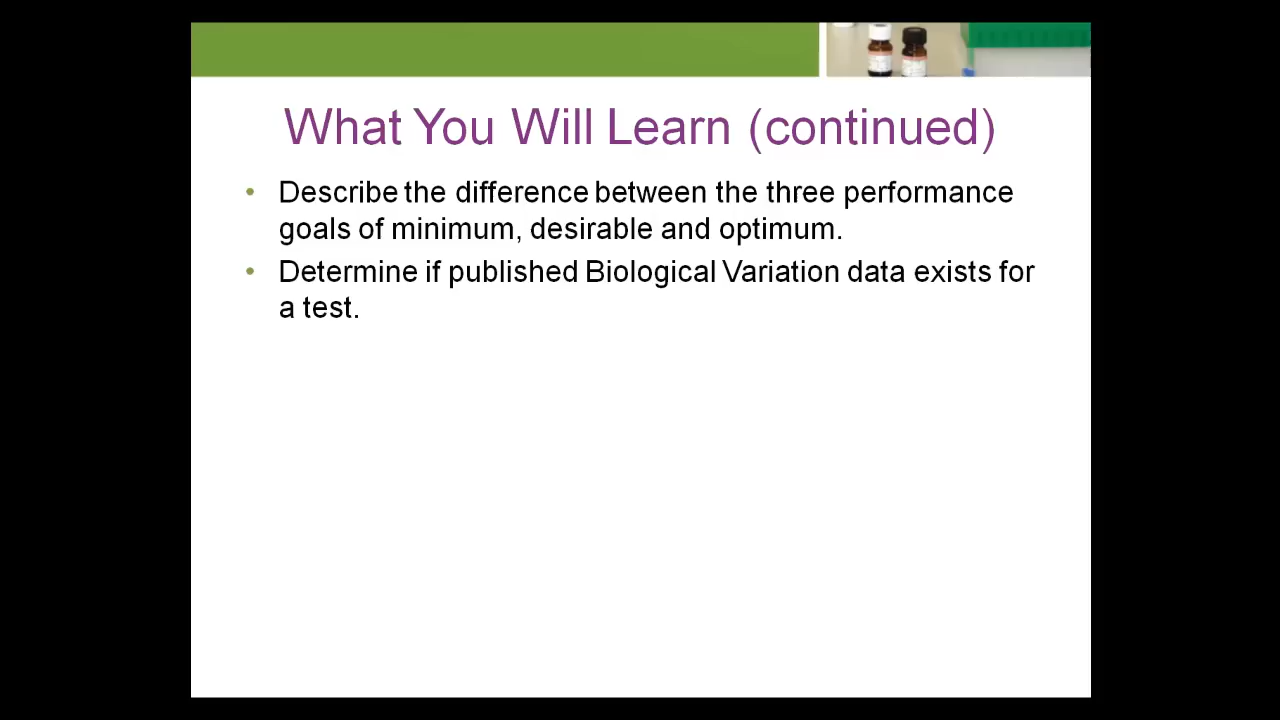 What You Will Learn (continued)
• Describe the difference between the three performance
goals of minimum, desirable and optimum.
• Determine if published Biological Variation data exists for
a test.